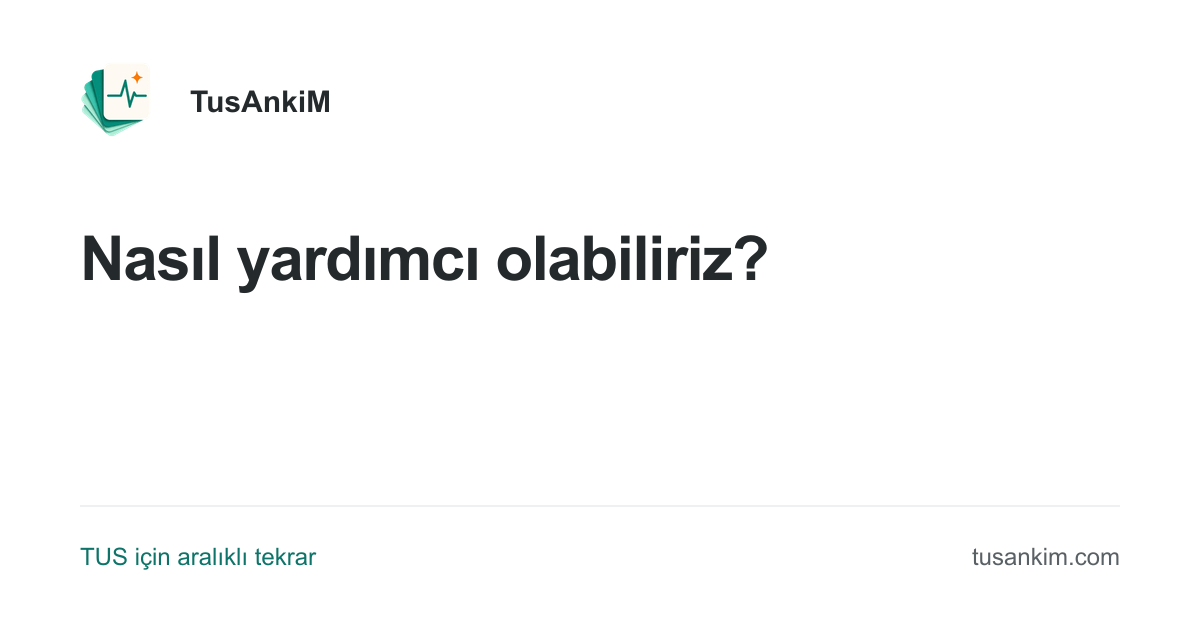 TusAnkiM
Nasıl yardımcı olabiliriz?
TUS için aralıklı tekrar
tusankim.com